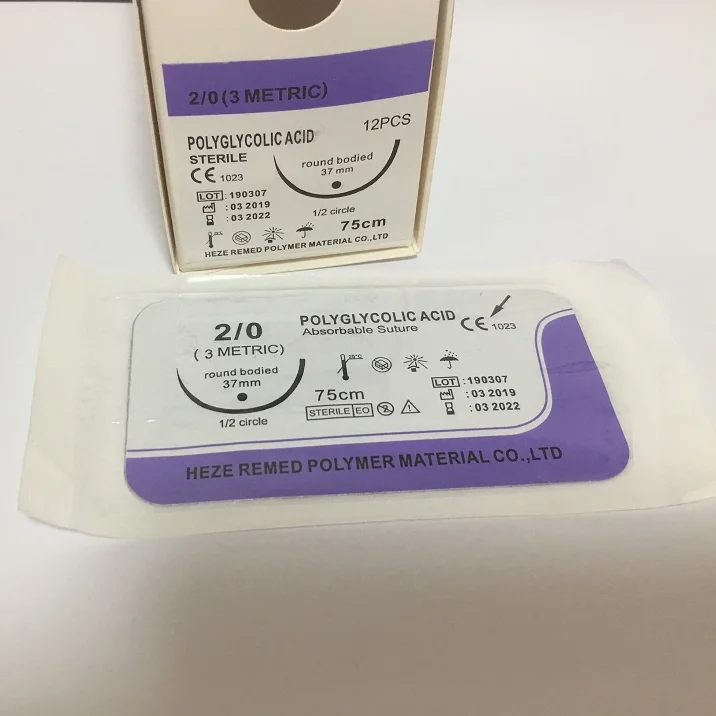 2/0(3 METRIC)
POLYGLYCOLIC ACID 12PCS
STERILE
CE 1023
round bodied
37 mm
LOT : 190307
: 03 2019
: 03 2022
1/2 circle
75cm
HEZE REMED POLYMER MATERIAL CO.,LTD
2/0
( 3 METRIC)
round bodied
37mm
1/2 circle
POLYGLYCOLIC ACID
Absorbable Suture
CE 1023
25°C
75cm
STERILE EO
2
LOT :190307
: 03 2019
: 03 2022
HEZE REMED POLYMER MATERIAL CO.,LTD